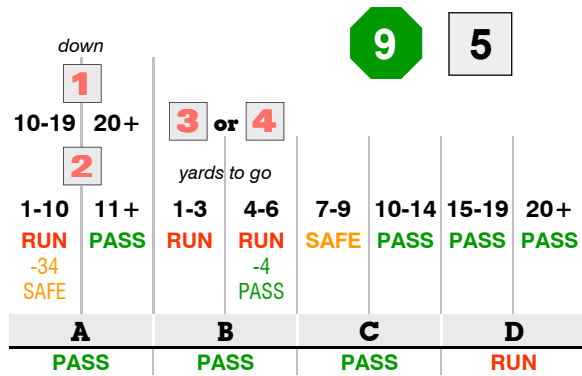 9 5
down
1
10-19 20+ 3 or 4
2 yards to go
1-10 11+ 1-3 4-6 7-9 10-14 15-19 20+
RUN PASS RUN RUN SAFE PASS PASS PASS
-34 -4
SAFE PASS
A B C D
PASS PASS PASS RUN